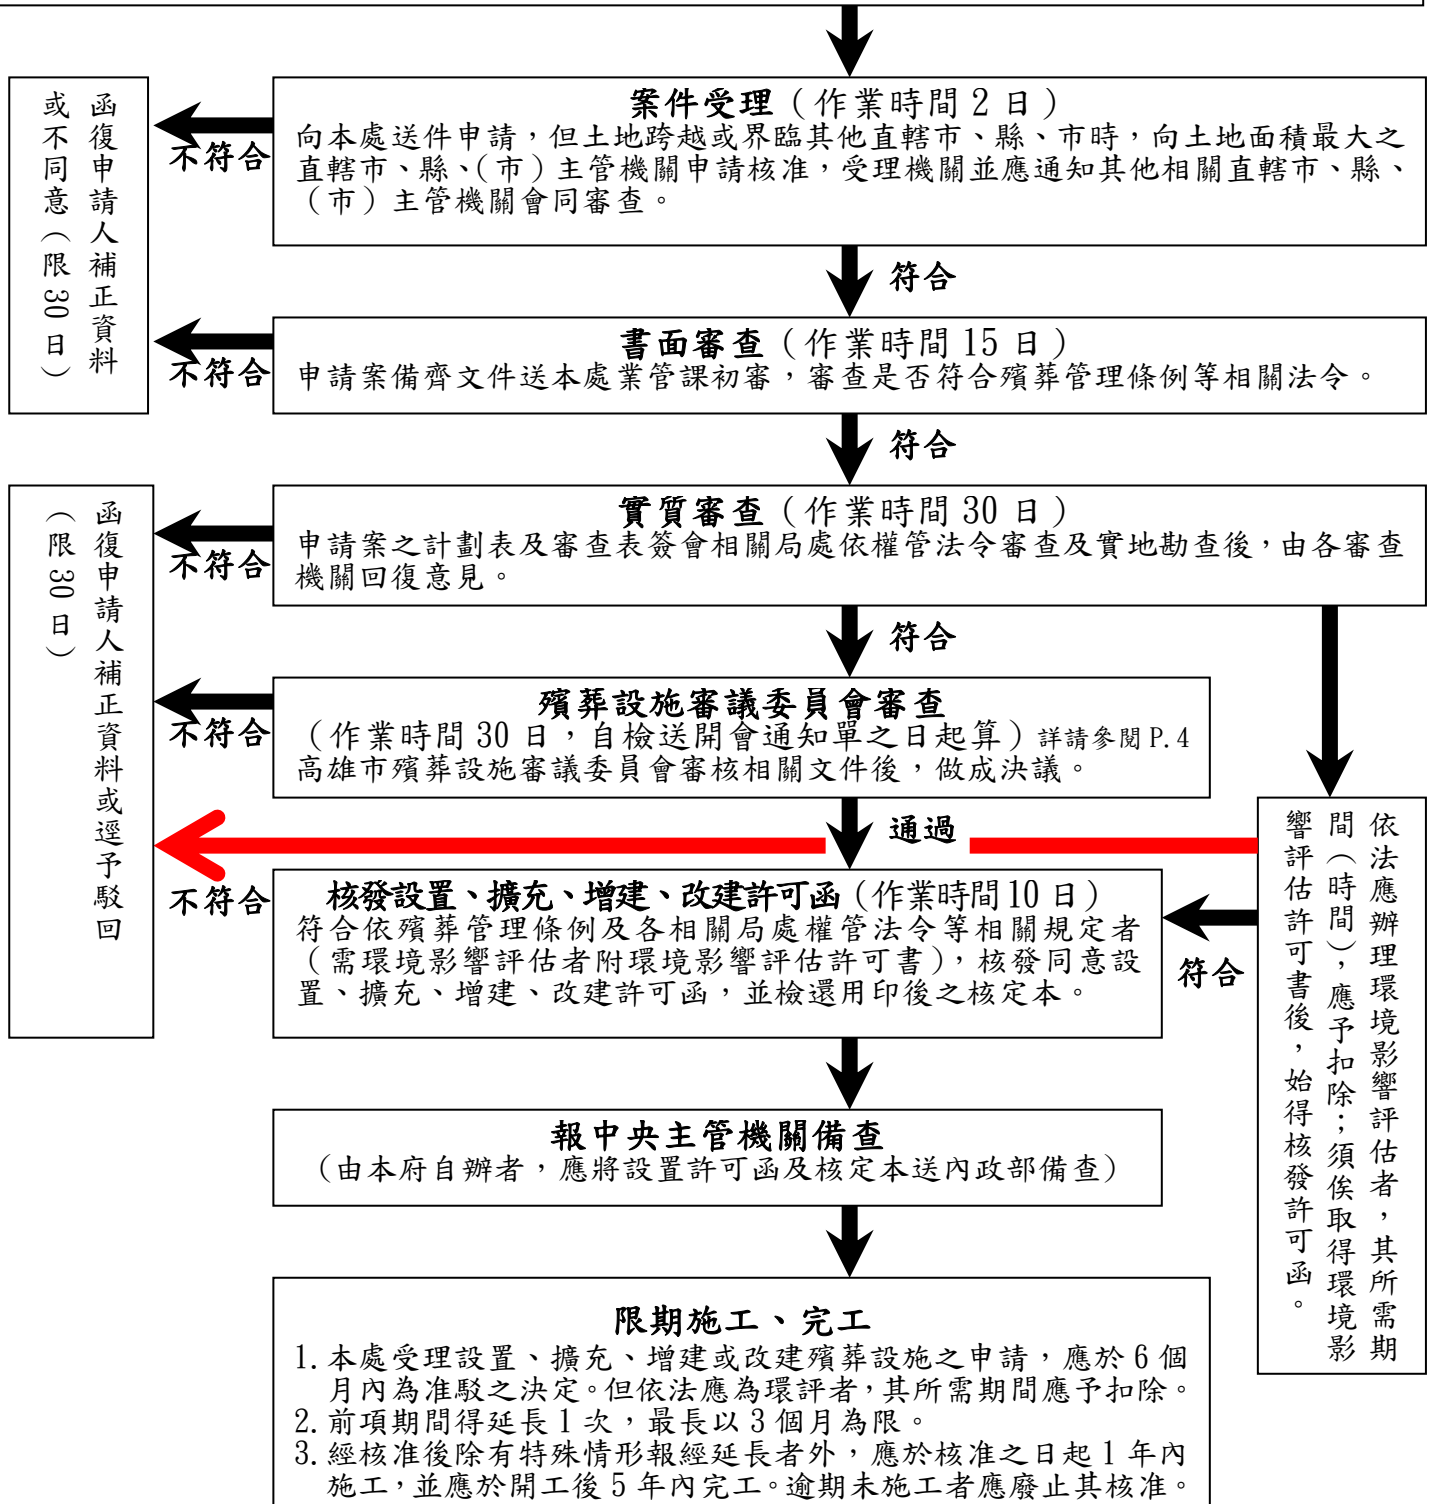 案件受理（作業時間 2 日）
向本處送件申請，但土地跨越或界臨其他直轄市、縣、市時，向土地面積最大之
直轄市、縣、（市）主管機關申請核准，受理機關並應通知其他相關直轄市、縣、
（市）主管機關會同審查。
不符合
函復申請人補正資料
或不同意（限 30 日）
符合
書面審查（作業時間 15 日）
申請案備齊文件送本處業管課初審，審查是否符合殯葬管理條例等相關法令。
不符合
符合
實質審查（作業時間 30 日）
申請案之計劃表及審查表簽會相關局處依權管法令審查及實地勘查後，由各審查
機關回復意見。
不符合
函復申請人補正資料或逕予駁回
（限 30 日）
符合
殯葬設施審議委員會審查
（作業時間 30 日，自檢送開會通知單之日起算）詳請參閱 P.4
高雄市殯葬設施審議委員會審核相關文件後，做成決議。
不符合
通過
依法應辦理環境影響評估者，其所需期
間（時間），應予扣除；須俟取得環境影
響評估許可書後，始得核發許可函。
不符合
符合
核發設置、擴充、增建、改建許可函（作業時間 10 日）
符合依殯葬管理條例及各相關局處權管法令等相關規定者
（需環境影響評估者附環境影響評估許可書），核發同意設
置、擴充、增建、改建許可函，並檢還用印後之核定本。
報中央主管機關備查
（由本府自辦者，應將設置許可函及核定本送內政部備查）
限期施工、完工
1. 本處受理設置、擴充、增建或改建殯葬設施之申請，應於 6 個
月內為准駁之決定。但依法應為環評者，其所需期間應予扣除。
2. 前項期間得延長 1 次，最長以 3 個月為限。
3. 經核准後除有特殊情形報經延長者外，應於核准之日起 1 年內
施工，並應於開工後 5 年內完工。逾期未施工者應廢止其核准。